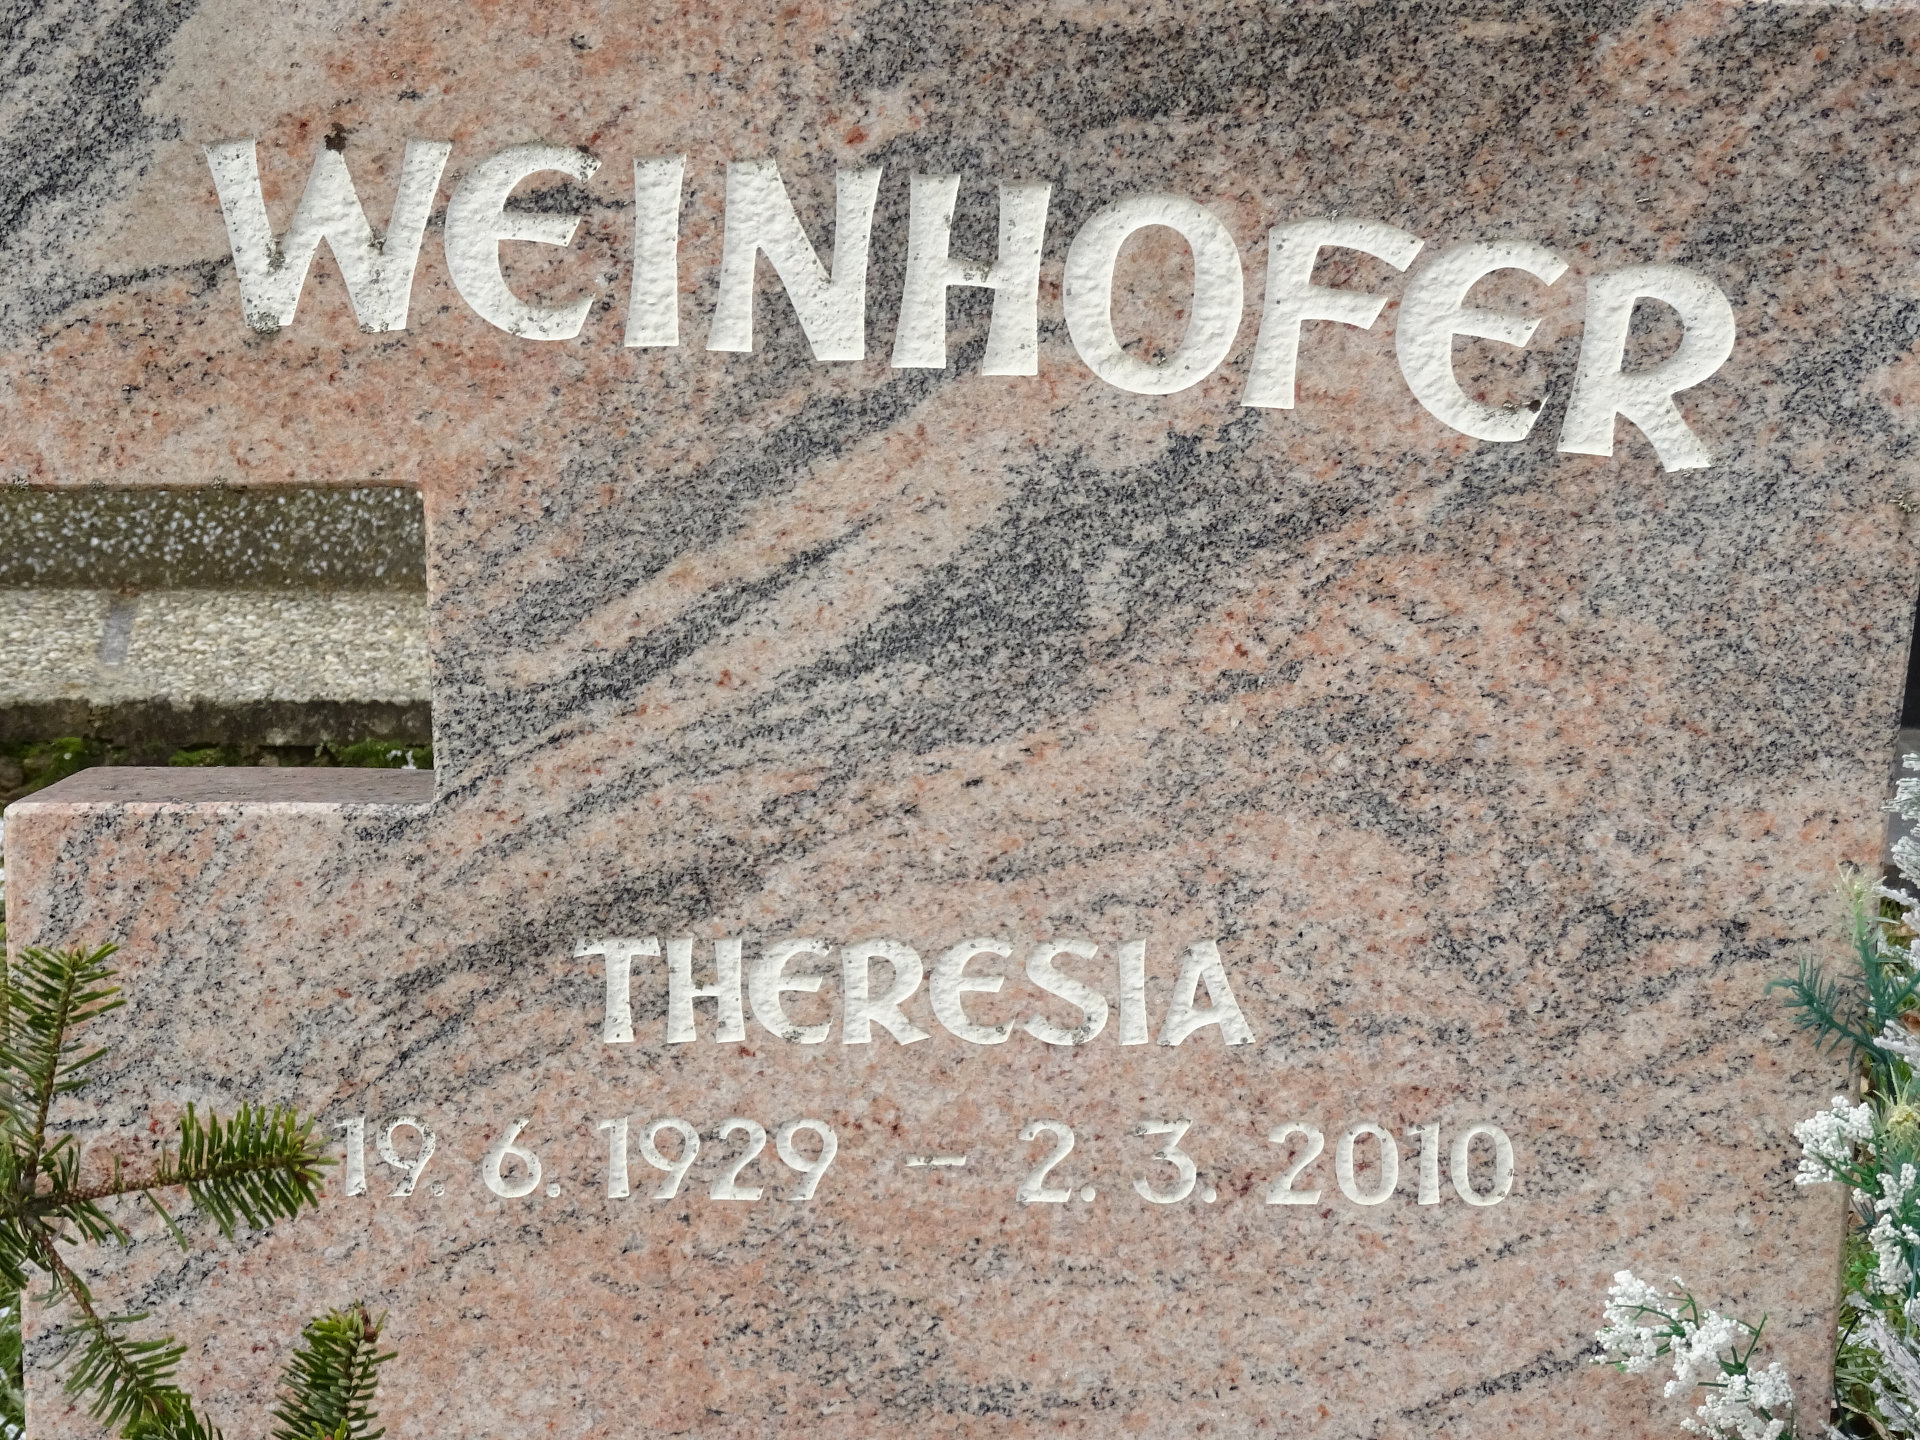 WEINHOFER
THERESIA
19. 6. 1929 – 2. 3. 2010